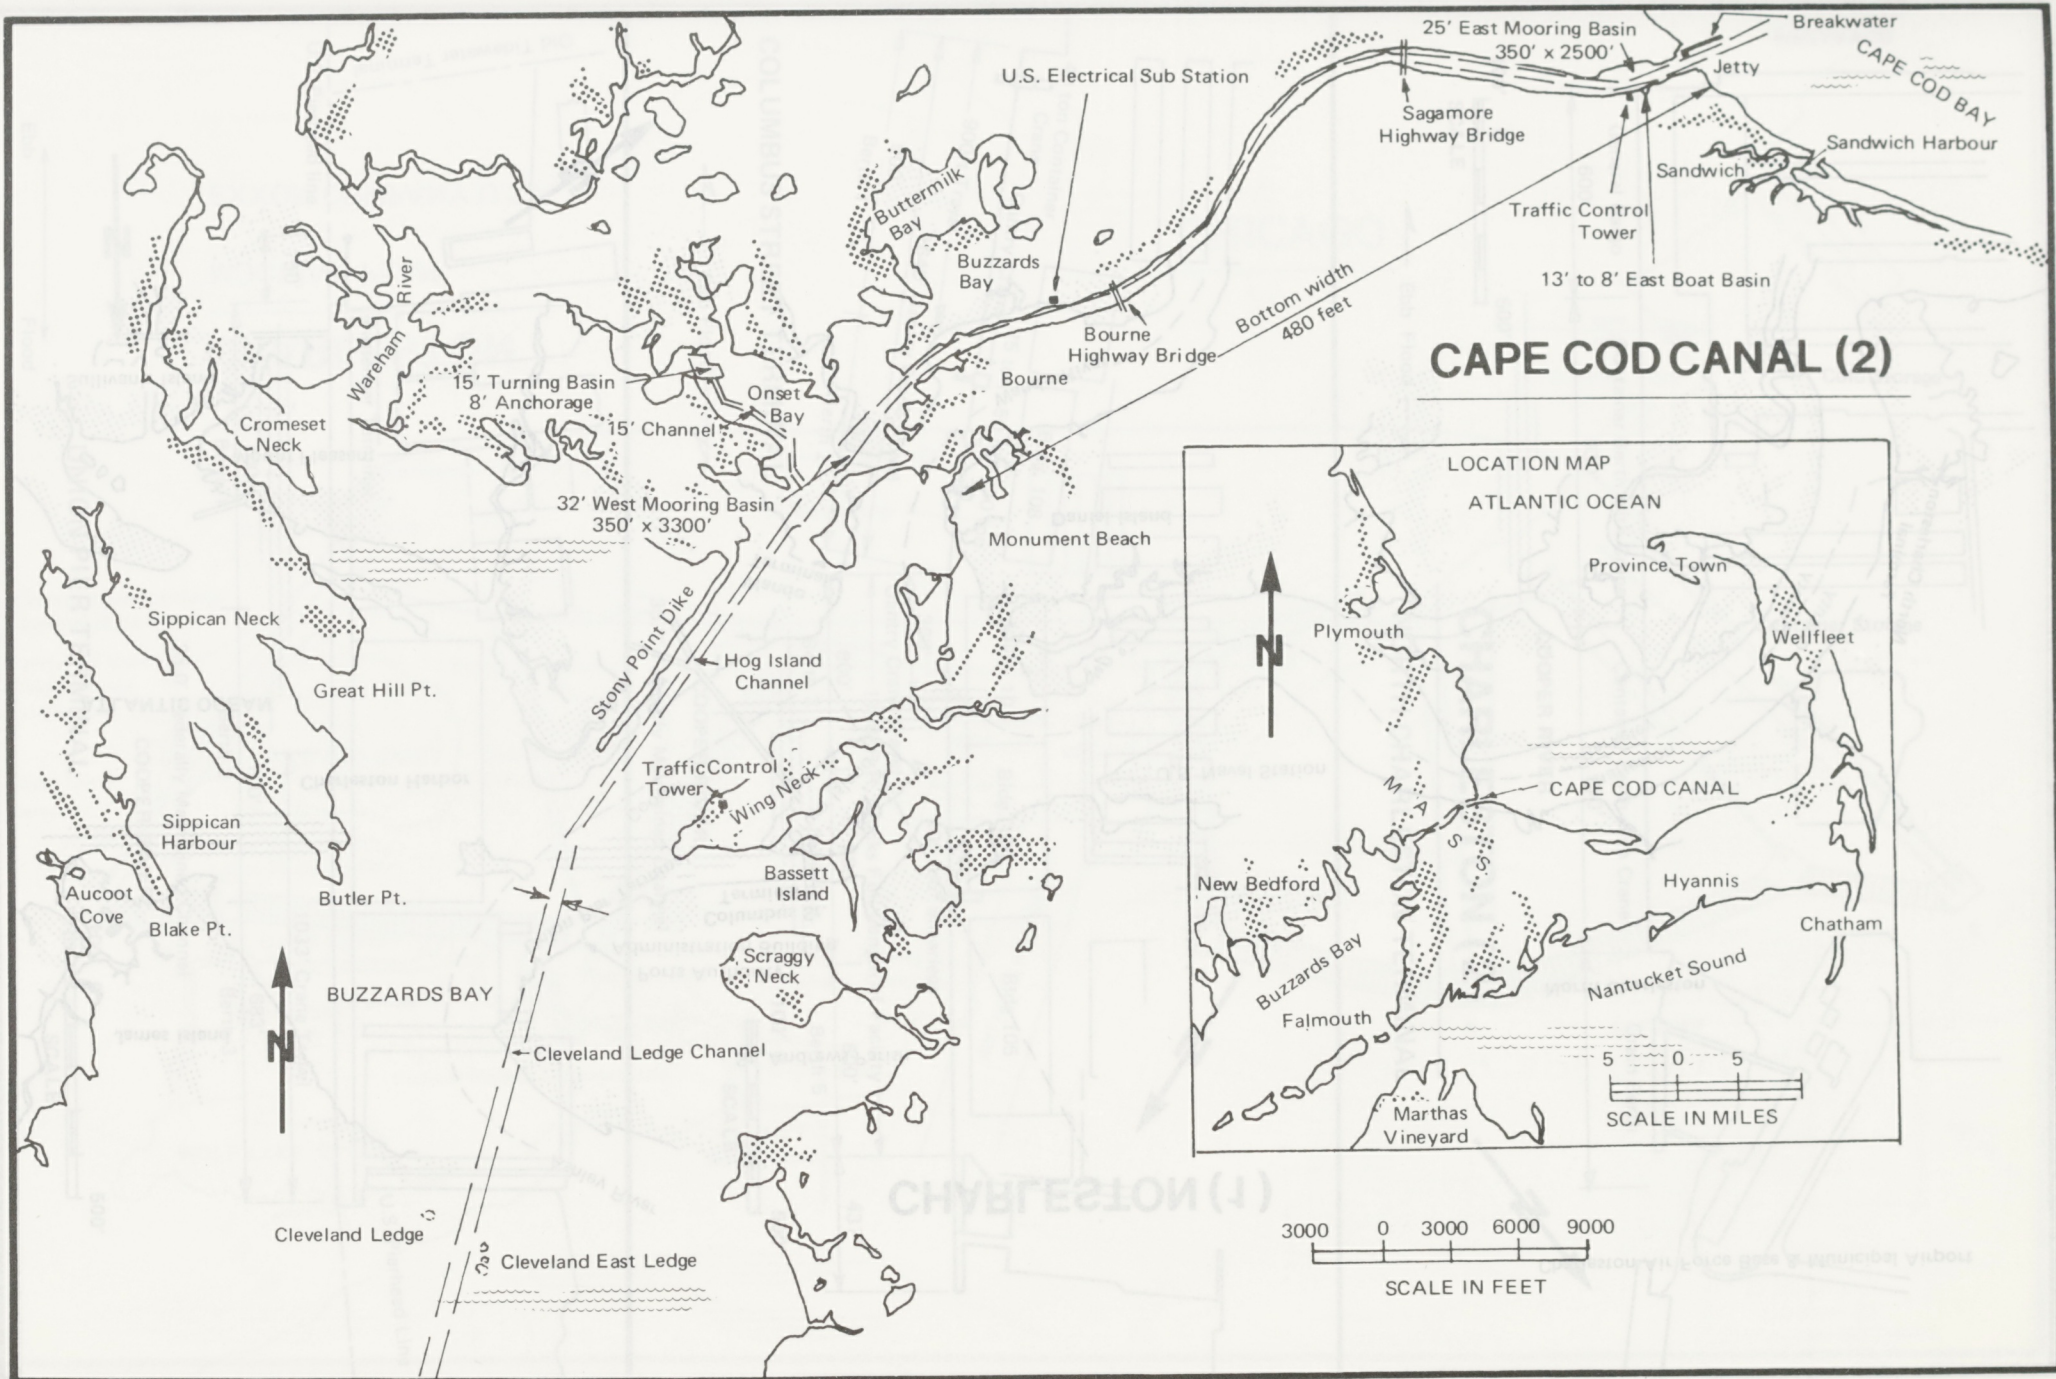 25' East Mooring Basin
350' x 2500'
Breakwater
CAPE COD BAY
Jetty
U.S. Electrical Sub Station
Sagamore
Highway Bridge
Sandwich Harbour
Sandwich
Traffic Control
Tower
13' to 8' East Boat Basin
Buttermilk
Bay
Buzzards
Bay
Bottom width
480 feet
Bourne
Highway Bridge
Bourne
Wareham River
15' Turning Basin
8' Anchorage
Onset
Bay
15' Channel
Cromeset
Neck
32' West Mooring Basin
350' x 3300'
Monument Beach
Stony Point Dike
Sippican Neck
Hog Island
Channel
Great Hill Pt.
Traffic Control
Tower
Wing Neck
Sippican
Harbour
Bassett
Island
Aucoot
Cove
Butler Pt.
Blake Pt.
Scraggy
Neck
BUZZARDS BAY
N
Cleveland Ledge Channel
Cleveland Ledge
Cleveland East Ledge
CAPE COD CANAL (2)
LOCATION MAP
ATLANTIC OCEAN
Province Town
N
Plymouth
Wellfleet
MASS
CAPE COD CANAL
New Bedford
Hyannis
Chatham
Buzzards Bay
Nantucket Sound
Falmouth
5 0 5
SCALE IN MILES
Marthas
Vineyard
3000 0 3000 6000 9000
SCALE IN FEET